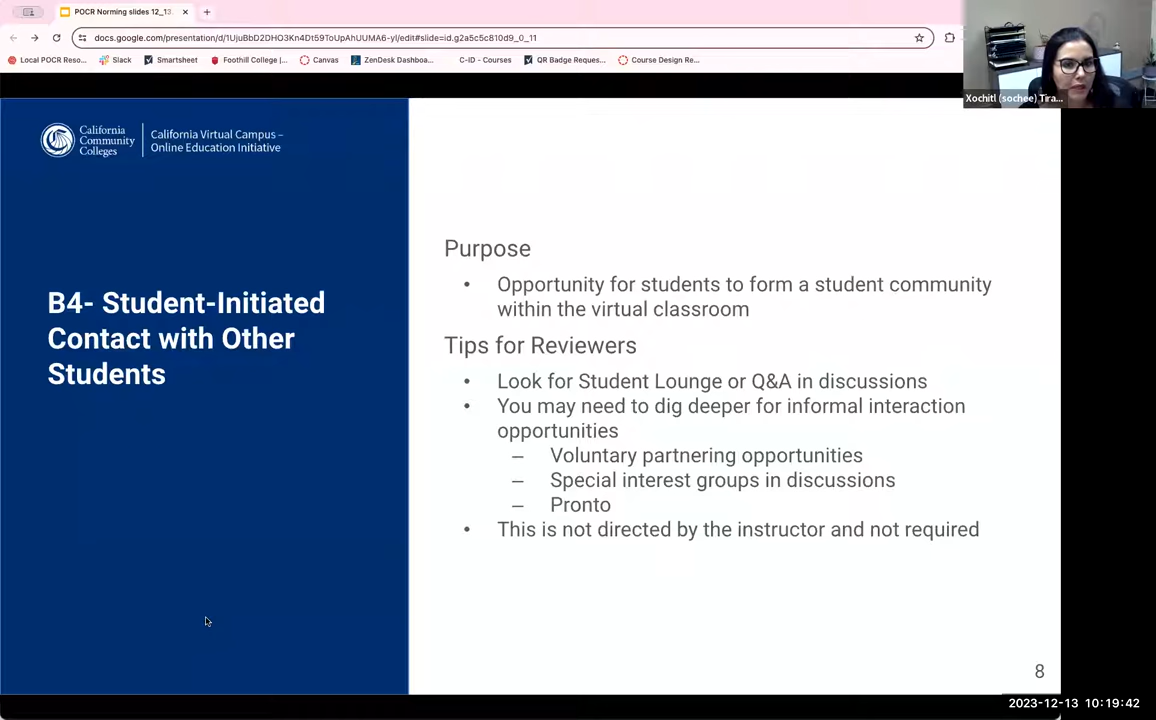 POCR Norming slides 12_13
docs.google.com/presentation/d/1UjuBbD2DHO3Kn4Dt59ToUpAhUUMA6-yI/edit#slide=id.g2a5c5c810d9_0_11
Local POCR Reso... Slack Smartsheet Foothill College |... Canvas ZenDesk Dashboa... C-ID - Courses QR Badge Reques... Course Design Re...
Xochitl (sochee) Tira...
California
Community
Colleges
California Virtual Campus –
Online Education Initiative
B4- Student-Initiated
Contact with Other
Students
Purpose
• Opportunity for students to form a student community
within the virtual classroom
Tips for Reviewers
• Look for Student Lounge or Q&A in discussions
• You may need to dig deeper for informal interaction
opportunities
– Voluntary partnering opportunities
– Special interest groups in discussions
– Pronto
• This is not directed by the instructor and not required
8
2023-12-13 10:19:42